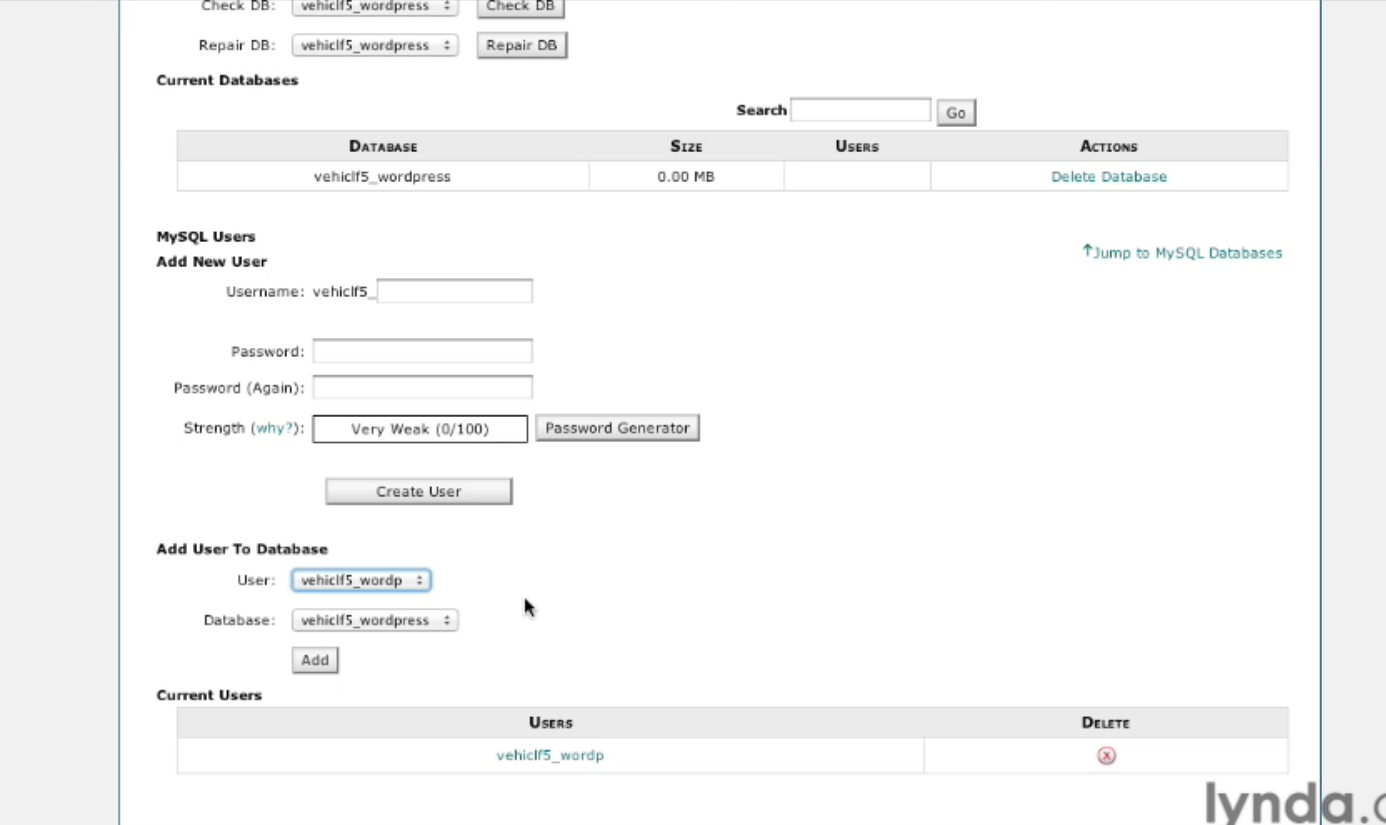 Check DB: vehiclf5_wordpress Check DB
Repair DB: vehiclf5_wordpress Repair DB
Current Databases
Search Go
DATABASE SIZE USERS ACTIONS
vehiclf5_wordpress 0.00 MB Delete Database
MySQL Users
↑Jump to MySQL Databases
Add New User
Username: vehiclf5_
Password:
Password (Again):
Strength (why?): Very Weak (0/100) Password Generator
Create User
Add User To Database
User: vehiclf5_wordp
Database: vehiclf5_wordpress
Add
Current Users
USERS DELETE
vehiclf5_wordp
lynda.